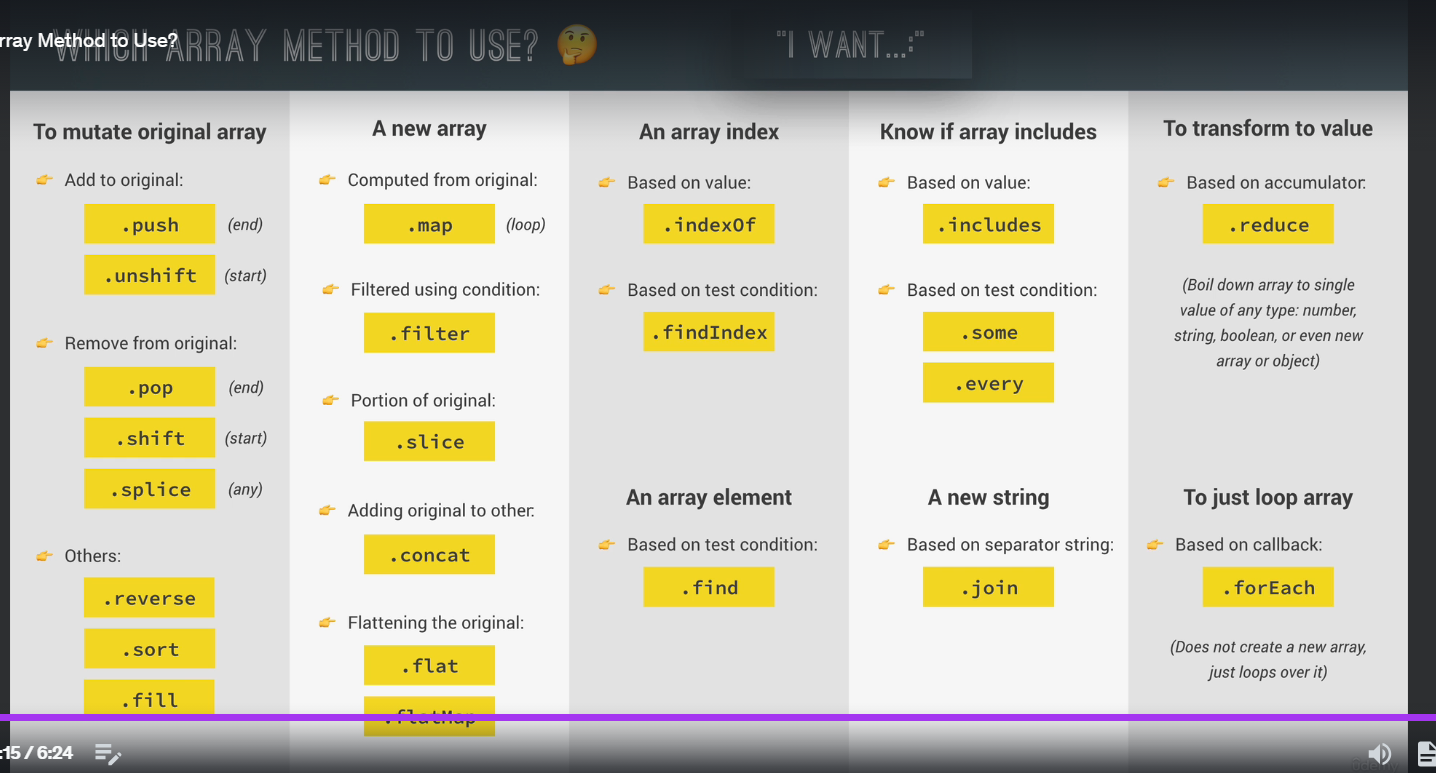 rray Method to Use?
WHICH ARRAY METHOD TO USE? 🤔
"I WANT...:"
To mutate original array
👉 Add to original:
.push (end)
.unshift (start)
👉 Remove from original:
.pop (end)
.shift (start)
.splice (any)
👉 Others:
.reverse
.sort
.fill
A new array
👉 Computed from original:
.map (loop)
👉 Filtered using condition:
.filter
👉 Portion of original:
.slice
👉 Adding original to other:
.concat
👉 Flattening the original:
.flat
.flatMap
An array index
👉 Based on value:
.indexOf
👉 Based on test condition:
.findIndex
An array element
👉 Based on test condition:
.find
Know if array includes
👉 Based on value:
.includes
👉 Based on test condition:
.some
.every
A new string
👉 Based on separator string:
.join
To transform to value
👉 Based on accumulator:
.reduce
(Boil down array to single
value of any type: number,
string, boolean, or even new
array or object)
To just loop array
👉 Based on callback:
.forEach
(Does not create a new array,
just loops over it)
:15 / 6:24